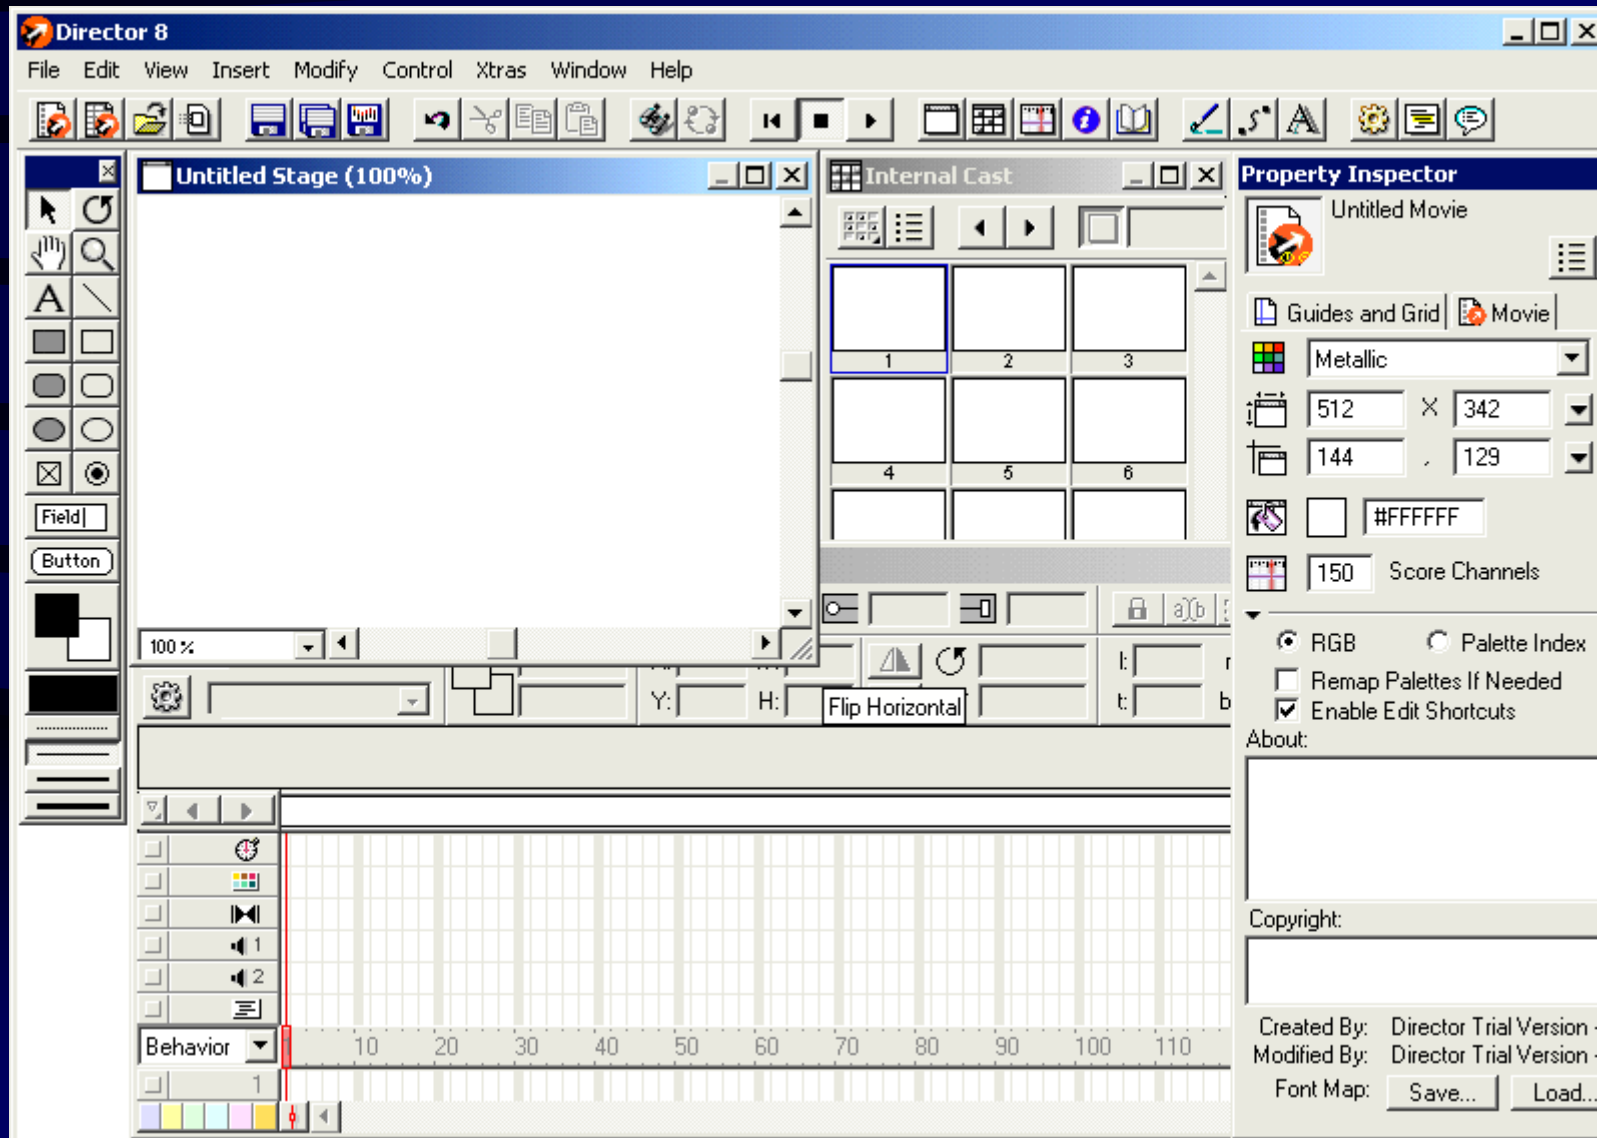 Director 8
File Edit View Insert Modify Control Xtras Window Help
Untitled Stage (100%)
Internal Cast
Property Inspector
Untitled Movie
Guides and Grid Movie
1 2 3
Metallic
512 X 342
4 5 6
144 , 129
Field
#FFFFFF
Button
150 Score Channels
100 %
RGB Palette Index
Remap Palettes If Needed
Y: H: t: b
l: r
Flip Horizontal
Enable Edit Shortcuts
About:
1
2
Copyright:
Behavior 1 10 20 30 40 50 60 70 80 90 100 110
1
Created By: Director Trial Version -
Modified By: Director Trial Version -
Font Map: Save... Load...